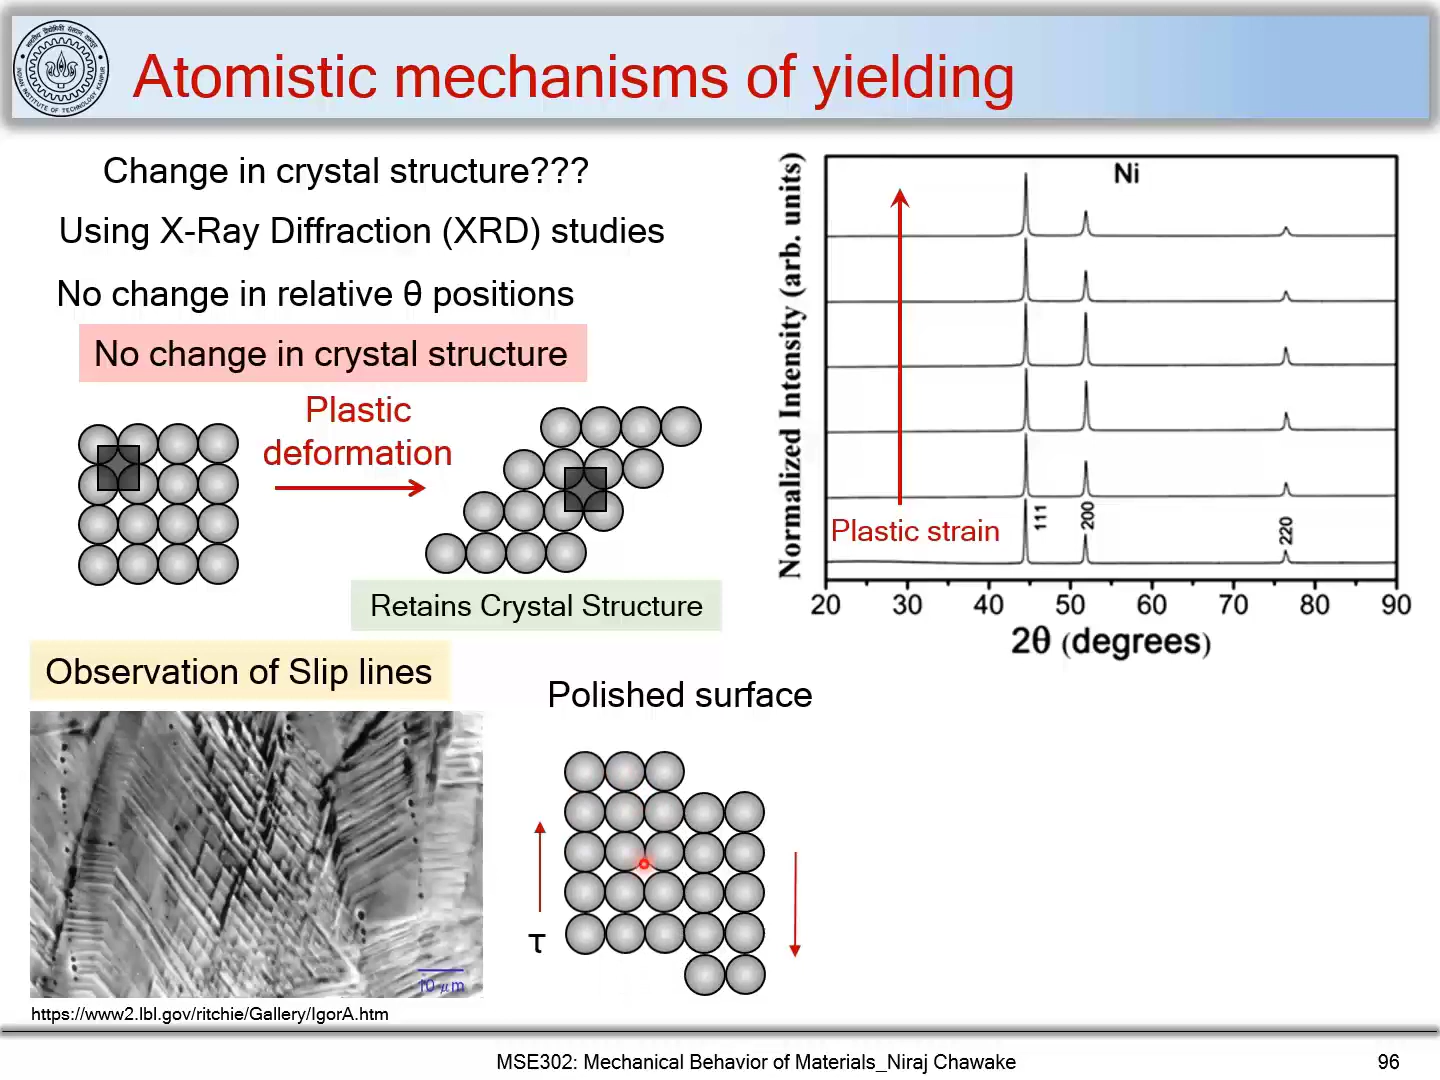 Atomistic mechanisms of yielding
Change in crystal structure???
Using X-Ray Diffraction (XRD) studies
No change in relative θ positions
No change in crystal structure
Plastic
deformation
Retains Crystal Structure
Normalized Intensity (arb. units)
Ni
Plastic strain
111
200
220
20 30 40 50 60 70 80 90
2θ (degrees)
Observation of Slip lines
Polished surface
τ
10 μm
https://www2.lbl.gov/ritchie/Gallery/IgorA.htm
MSE302: Mechanical Behavior of Materials_Niraj Chawake
96